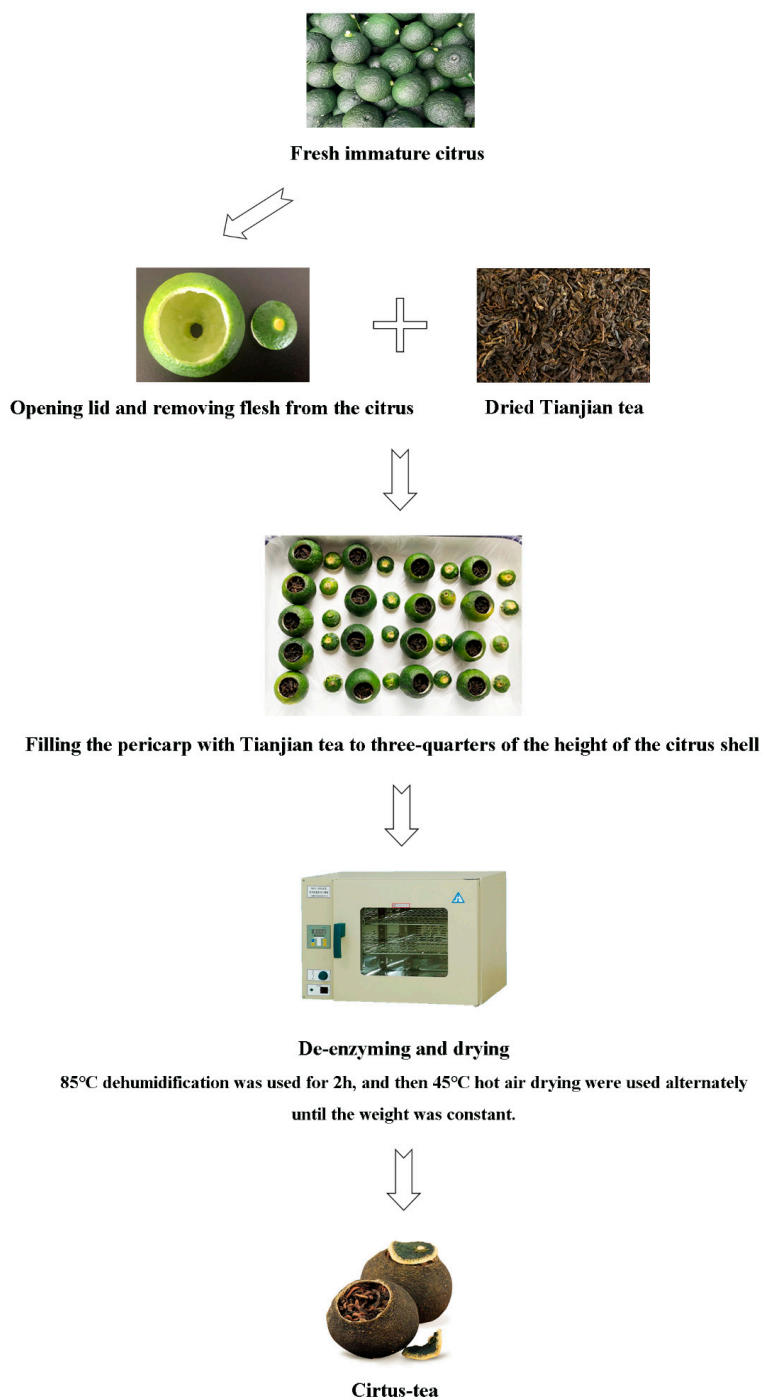 Fresh immature citrus
Opening lid and removing flesh from the citrus
Dried Tianjian tea
Filling the pericarp with Tianjian tea to three-quarters of the height of the citrus shell
De-enzyming and drying
85°C dehumidification was used for 2h, and then 45°C hot air drying were used alternately
until the weight was constant.
Cirtus-tea